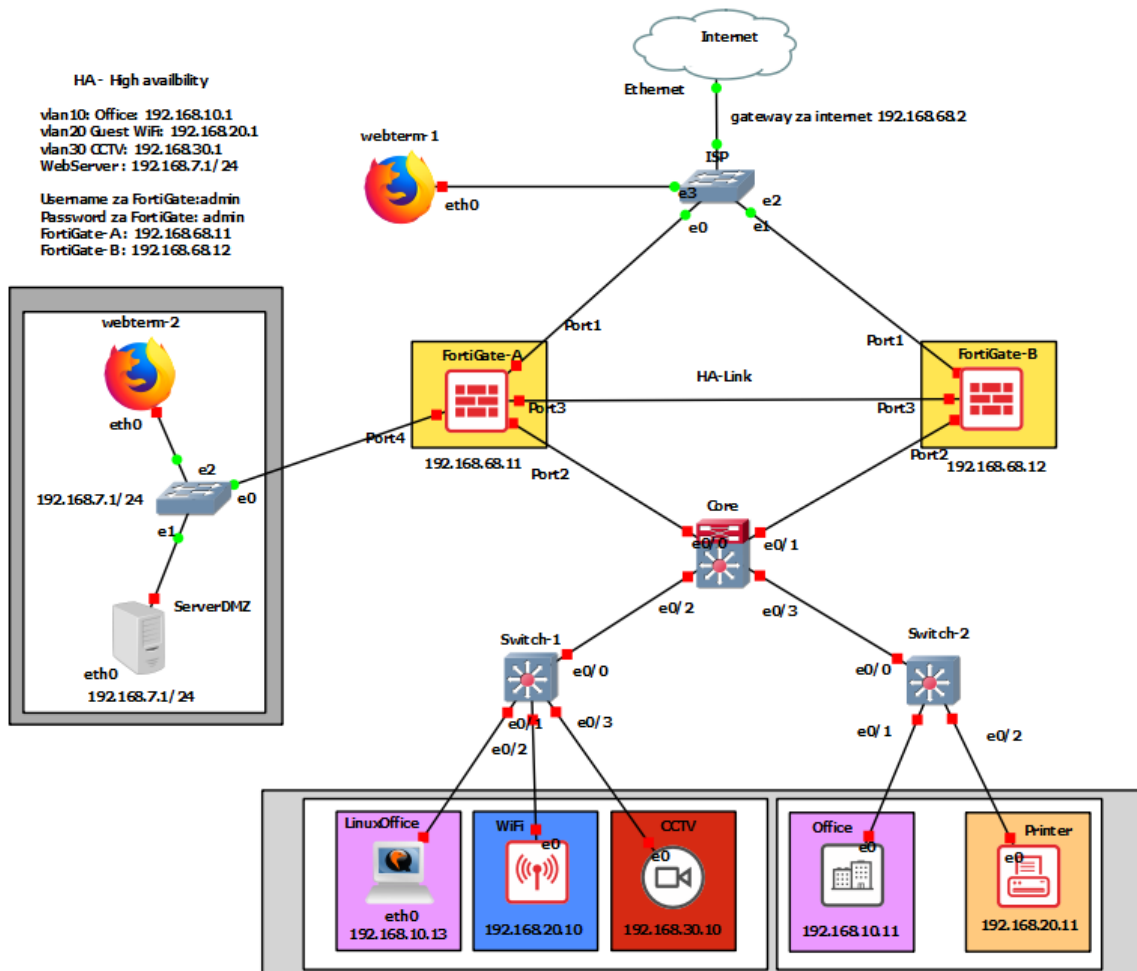 Internet
HA - High availbility
Ethernet
vlan10: Office: 192.168.10.1
vlan20 Guest WiFi: 192.168.20.1
vlan30 CCTV: 192.168.30.1
WebServer : 192.168.7.1/24
gateway za internet 192.168.68.2
webterm-1
ISP
Username za FortiGate:admin
Password za FortiGate: admin
FortiGate-A: 192.168.68.11
FortiGate-B: 192.168.68.12
eth0
e3
e2
e0
e1
webterm-2
Port1
Port1
FortiGate-A
FortiGate-B
HA-Link
Port3
Port3
eth0
Port4
Port2
192.168.68.11
Port2
192.168.68.12
e2
192.168.7.1/24
e0
e1
Core
e0/0
e0/1
ServerDMZ
e0/2
e0/3
eth0
192.168.7.1/24
Switch-1
Switch-2
e0/0
e0/0
e0/1
e0/3
e0/2
e0/1
e0/2
LinuxOffice
WiFi
CCTV
Office
Printer
e0
e0
e0
e0
eth0
192.168.10.13
192.168.20.10
192.168.30.10
192.168.10.11
192.168.20.11